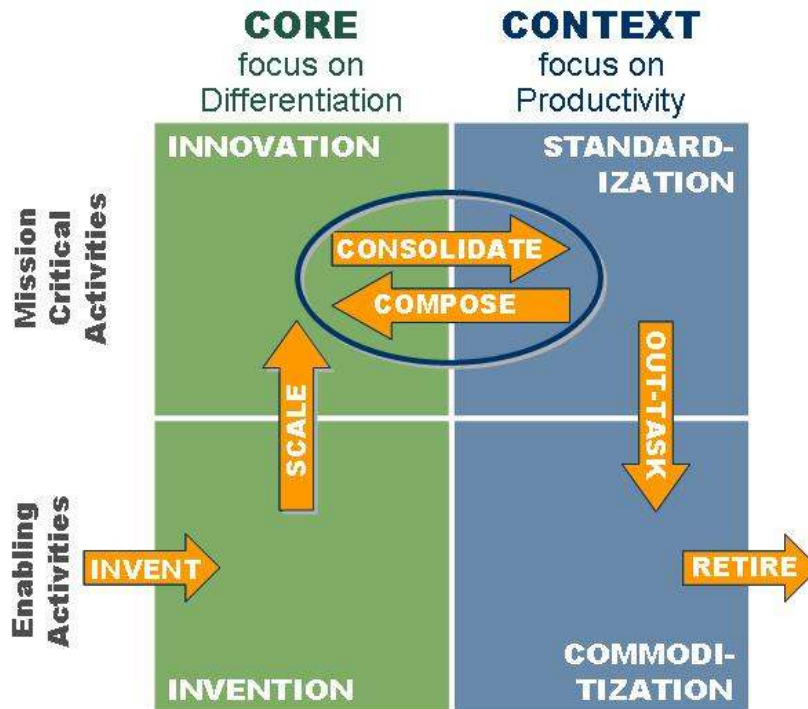 CORE
focus on
Differentiation
CONTEXT
focus on
Productivity
Mission
Critical
Activities
INNOVATION
STANDARD-
IZATION
CONSOLIDATE
COMPOSE
SCALE
OUT-TASK
Enabling
Activities
INVENT
RETIRE
INVENTION
COMMODI-
TIZATION